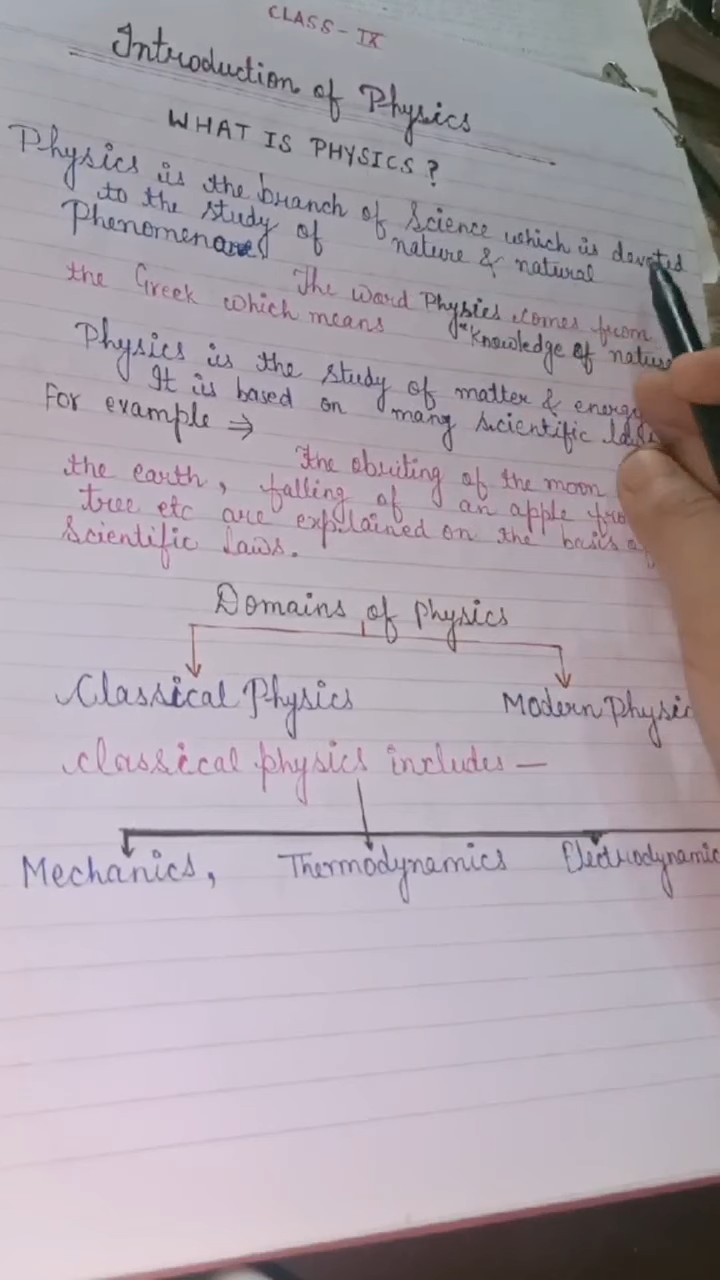 CLASS - IX
Introduction of Physics
WHAT IS PHYSICS ?
Physics is the branch of Science which is devoted
to the study of nature & natural
Phenomena
The word Physics comes from
the Greek which means "Knowledge of nature
Physics is the study of matter & energy
It is based on many scientific
For example ⇒
The obriting of the moon
the earth, falling of an apple
tree etc are explained on the basis
Scientific laws.
Domains of Physics
Classical Physics
Modern Physic
Classical physics includes —
Mechanics,
Thermodynamics
Electrodynamic